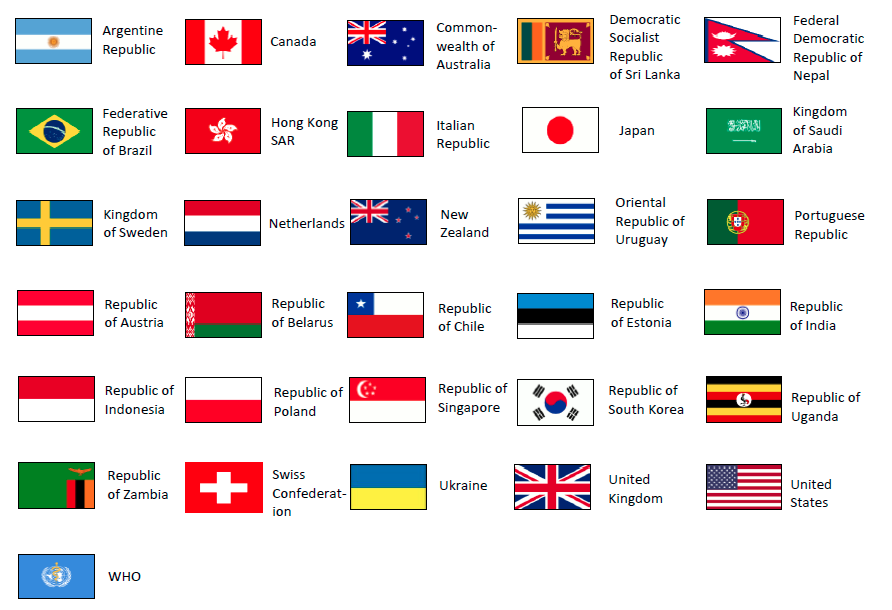 Argentine
Republic
Canada
Common-
wealth of
Australia
Democratic
Socialist
Republic
of Sri Lanka
Federal
Democratic
Republic of
Nepal
Federative
Republic
of Brazil
Hong Kong
SAR
Italian
Republic
Japan
Kingdom
of Saudi
Arabia
Kingdom
of Sweden
Netherlands
New
Zealand
Oriental
Republic of
Uruguay
Portuguese
Republic
Republic
of Austria
Republic
of Belarus
Republic
of Chile
Republic
of Estonia
Republic
of India
Republic of
Indonesia
Republic of
Poland
Republic of
Singapore
Republic of
South Korea
Republic of
Uganda
Republic
of Zambia
Swiss
Confederat-
ion
Ukraine
United
Kingdom
United
States
WHO